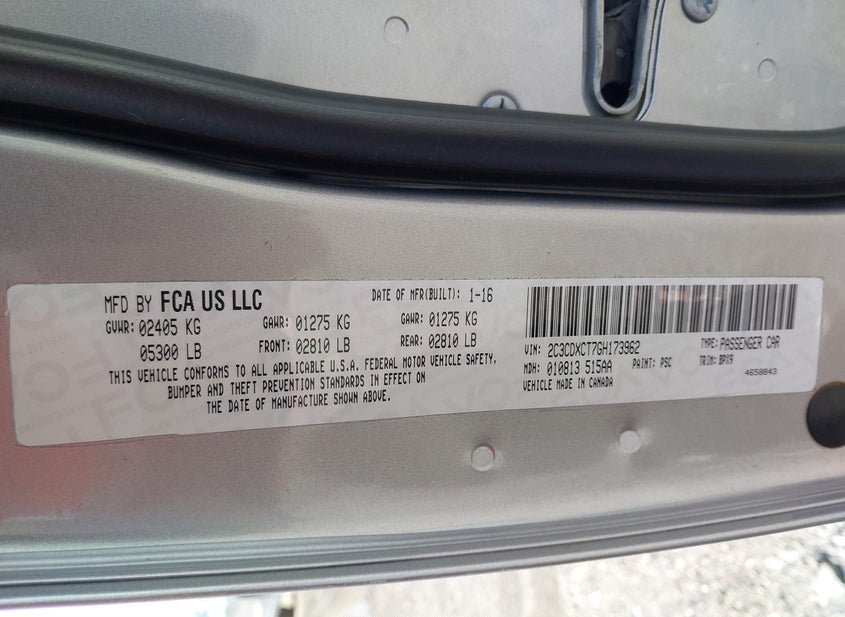 MFD BY FCA US LLC DATE OF MFR(BUILT): 1-16
GVWR: 02405 KG GAWR: 01275 KG GAWR: 01275 KG
05300 LB FRONT: 02810 LB REAR: 02810 LB
THIS VEHICLE CONFORMS TO ALL APPLICABLE U.S.A. FEDERAL MOTOR VEHICLE SAFETY,
BUMPER AND THEFT PREVENTION STANDARDS IN EFFECT ON
THE DATE OF MANUFACTURE SHOWN ABOVE.
VIN: 2C3CDXCT7GH173962 TYPE: PASSENGER CAR
MDH: 010813 515AA PAINT: PSC TRIM: BPX9
VEHICLE MADE IN CANADA 4658843